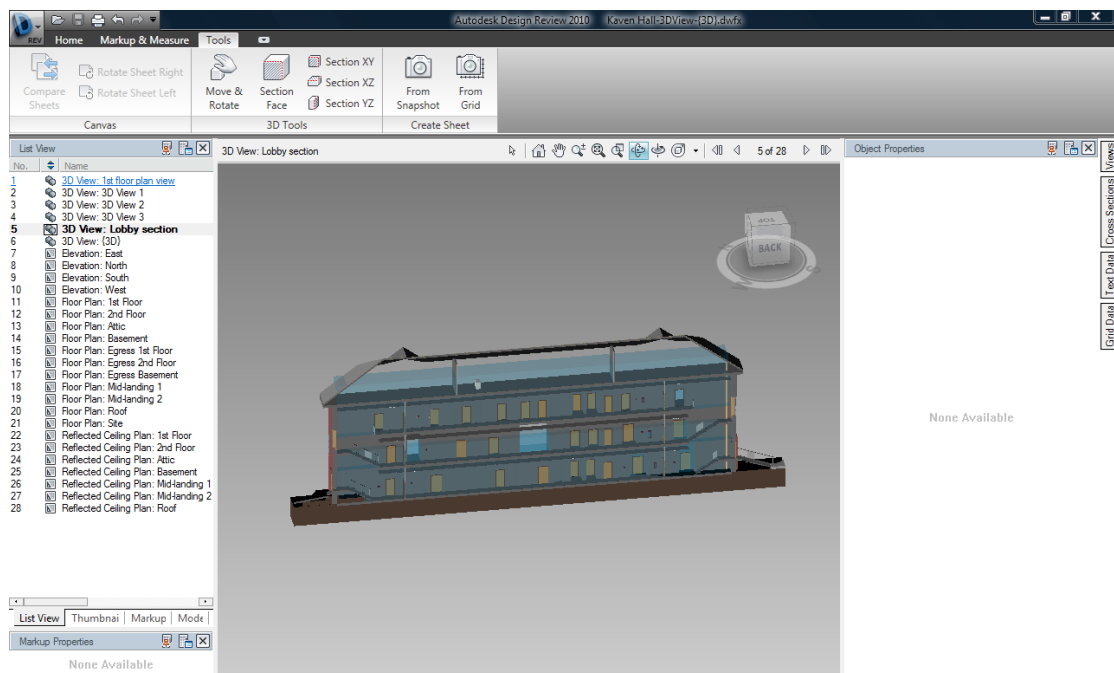 Autodesk Design Review 2010 Kaven Hall-3DView-{3D}.dwfx
REV Home Markup & Measure Tools
Compare Sheets
Rotate Sheet Right
Rotate Sheet Left
Canvas
Move & Rotate
Section Face
Section XY
Section XZ
Section YZ
3D Tools
From Snapshot
From Grid
Create Sheet
List View
No. Name
1 3D View: 1st floor plan view
2 3D View: 3D View 1
3 3D View: 3D View 2
4 3D View: 3D View 3
5 3D View: Lobby section
6 3D View: {3D}
7 Elevation: East
8 Elevation: North
9 Elevation: South
10 Elevation: West
11 Floor Plan: 1st Floor
12 Floor Plan: 2nd Floor
13 Floor Plan: Attic
14 Floor Plan: Basement
15 Floor Plan: Egress 1st Floor
16 Floor Plan: Egress 2nd Floor
17 Floor Plan: Egress Basement
18 Floor Plan: Mid-landing 1
19 Floor Plan: Mid-landing 2
20 Floor Plan: Roof
21 Floor Plan: Site
22 Reflected Ceiling Plan: 1st Floor
23 Reflected Ceiling Plan: 2nd Floor
24 Reflected Ceiling Plan: Attic
25 Reflected Ceiling Plan: Basement
26 Reflected Ceiling Plan: Mid-landing 1
27 Reflected Ceiling Plan: Mid-landing 2
28 Reflected Ceiling Plan: Roof
List View Thumbnai Markup Mode
Markup Properties
None Available
3D View: Lobby section
5 of 28
TOP
BACK
Object Properties
None Available
Views
Cross Sections
Text Data
Grid Data